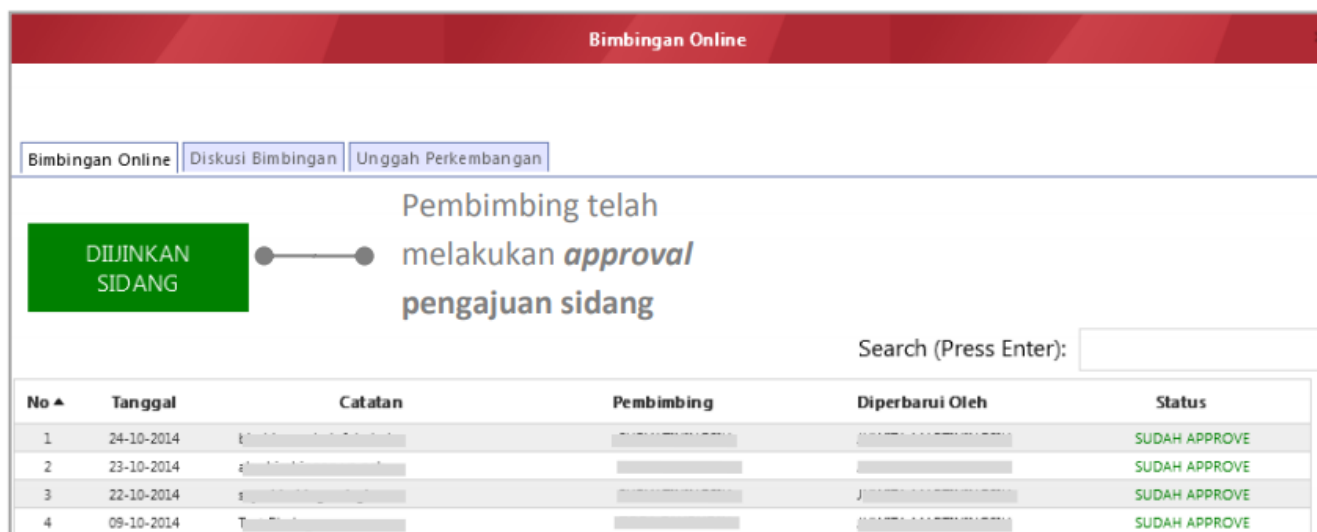 Bimbingan Online
Bimbingan Online Diskusi Bimbingan Unggah Perkembangan
Pembimbing telah
DIIJINKAN melakukan approval
SIDANG
pengajuan sidang
Search (Press Enter):
No Tanggal Catatan Pembimbing Diperbarui Oleh Status
1 24-10-2014 SUDAH APPROVE
2 23-10-2014 SUDAH APPROVE
3 22-10-2014 SUDAH APPROVE
4 09-10-2014 SUDAH APPROVE